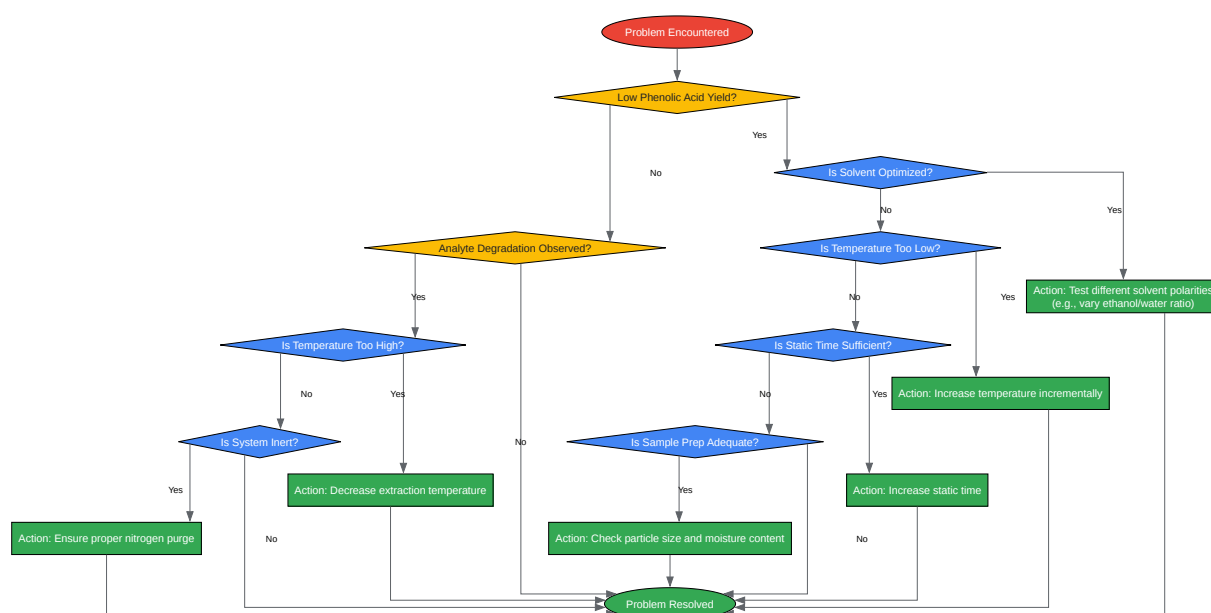 Problem Encountered
Low Phenolic Acid Yield?
Yes
No
Is Solvent Optimized?
No
Yes
Analyte Degradation Observed?
Is Temperature Too Low?
Action: Test different solvent polarities
(e.g., vary ethanol/water ratio)
Yes
No
Yes
Is Temperature Too High?
Is Static Time Sufficient?
No
Yes
No
Yes
Action: Increase temperature incrementally
Is System Inert?
No
Is Sample Prep Adequate?
Yes
Action: Decrease extraction temperature
Yes
Action: Increase static time
Action: Ensure proper nitrogen purge
No
Action: Check particle size and moisture content
No
Problem Resolved